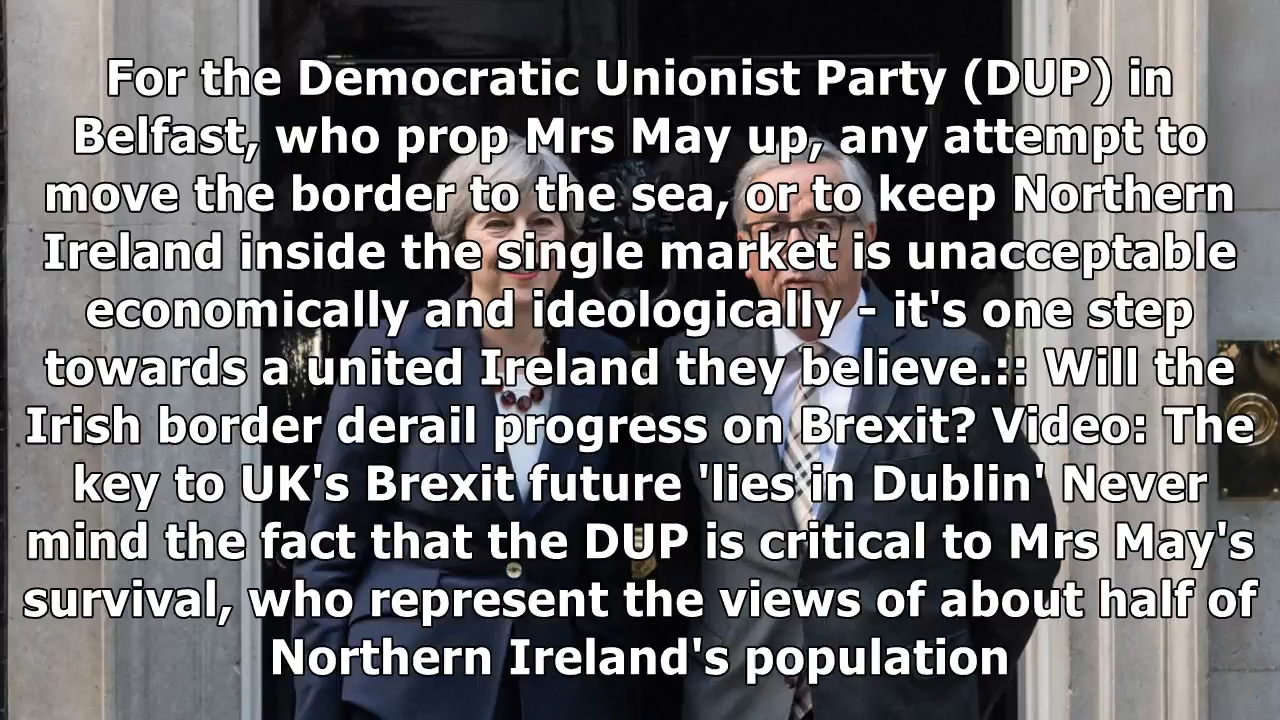 For the Democratic Unionist Party (DUP) in
Belfast, who prop Mrs May up, any attempt to
move the border to the sea, or to keep Northern
Ireland inside the single market is unacceptable
economically and ideologically - it's one step
towards a united Ireland they believe.:: Will the
Irish border derail progress on Brexit? Video: The
key to UK's Brexit future 'lies in Dublin' Never
mind the fact that the DUP is critical to Mrs May's
survival, who represent the views of about half of
Northern Ireland's population